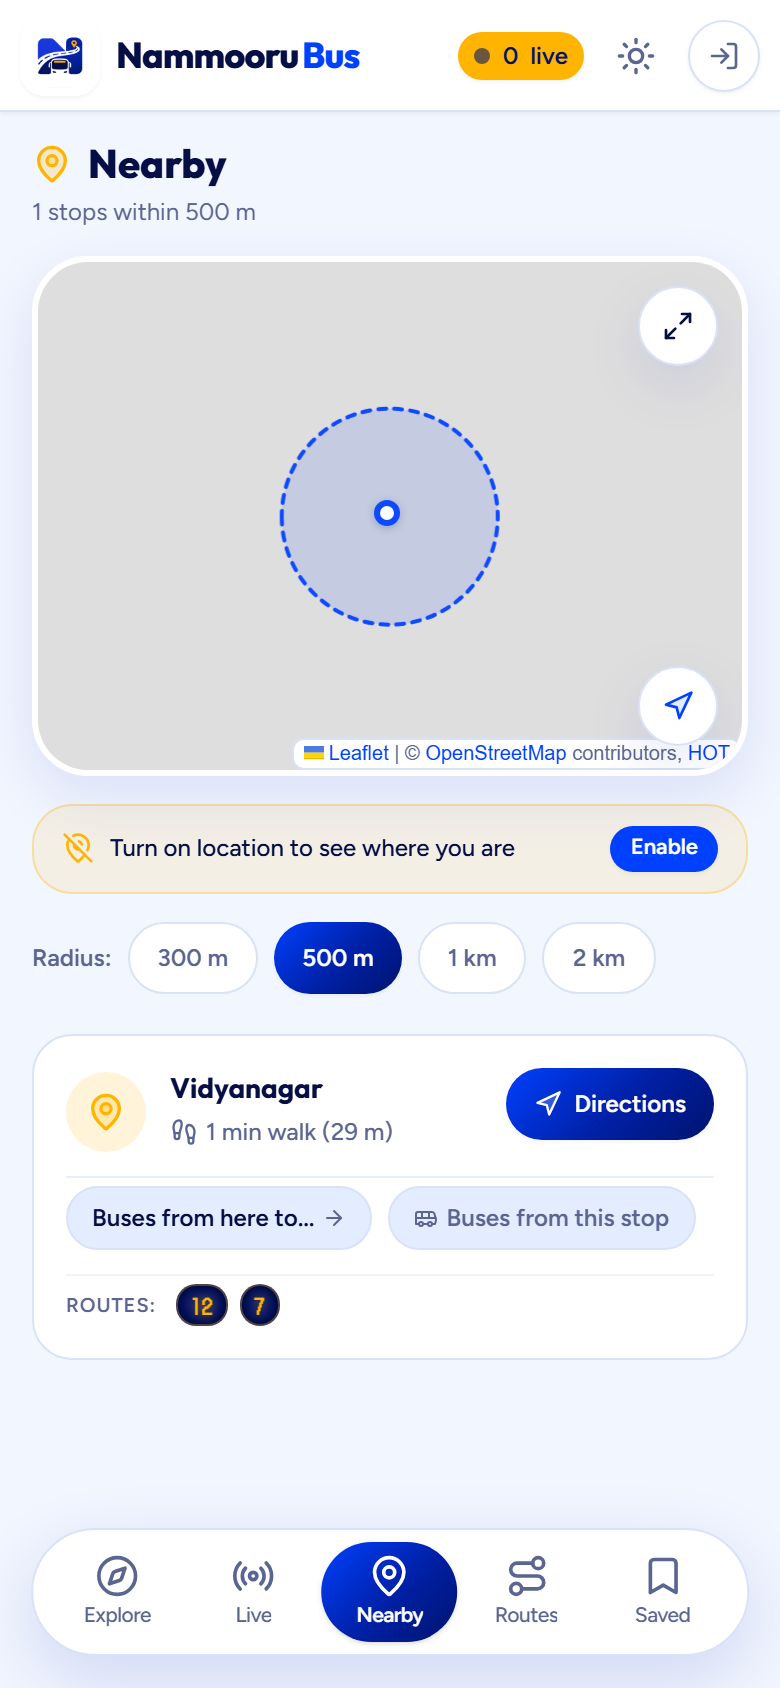 Nammooru Bus
0 live
Nearby
1 stops within 500 m
Leaflet | © OpenStreetMap contributors, HOT
Turn on location to see where you are
Enable
Radius:
300 m
500 m
1 km
2 km
Vidyanagar
1 min walk (29 m)
Directions
Buses from here to... →
Buses from this stop
ROUTES:
12
7
Explore
Live
Nearby
Routes
Saved